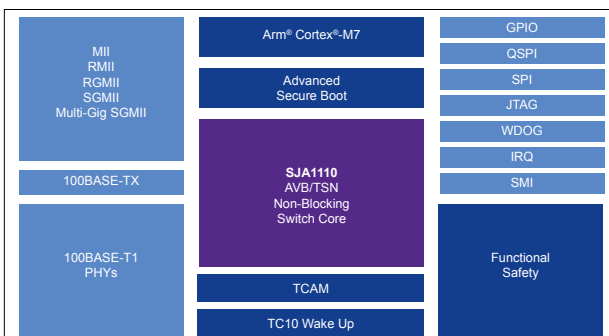 MII
RMII
RGMII
SGMII
Multi-Gig SGMII
100BASE-TX
100BASE-T1
PHYs
Arm® Cortex®-M7
Advanced
Secure Boot
SJA1110
AVB/TSN
Non-Blocking
Switch Core
TCAM
TC10 Wake Up
GPIO
QSPI
SPI
JTAG
WDOG
IRQ
SMI
Functional
Safety